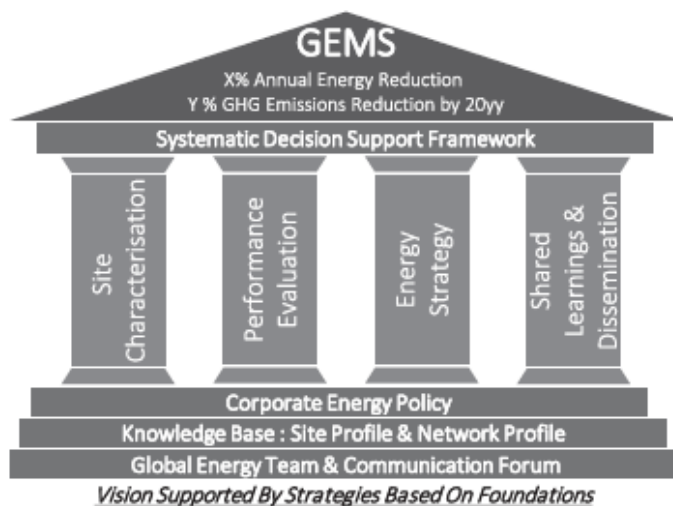 GEMS
X% Annual Energy Reduction
Y % GHG Emissions Reduction by 20yy
Systematic Decision Support Framework
Site
Characterisation
Performance
Evaluation
Energy
Strategy
Shared
Learnings &
Dissemination
Corporate Energy Policy
Knowledge Base : Site Profile & Network Profile
Global Energy Team & Communication Forum
Vision Supported By Strategies Based On Foundations